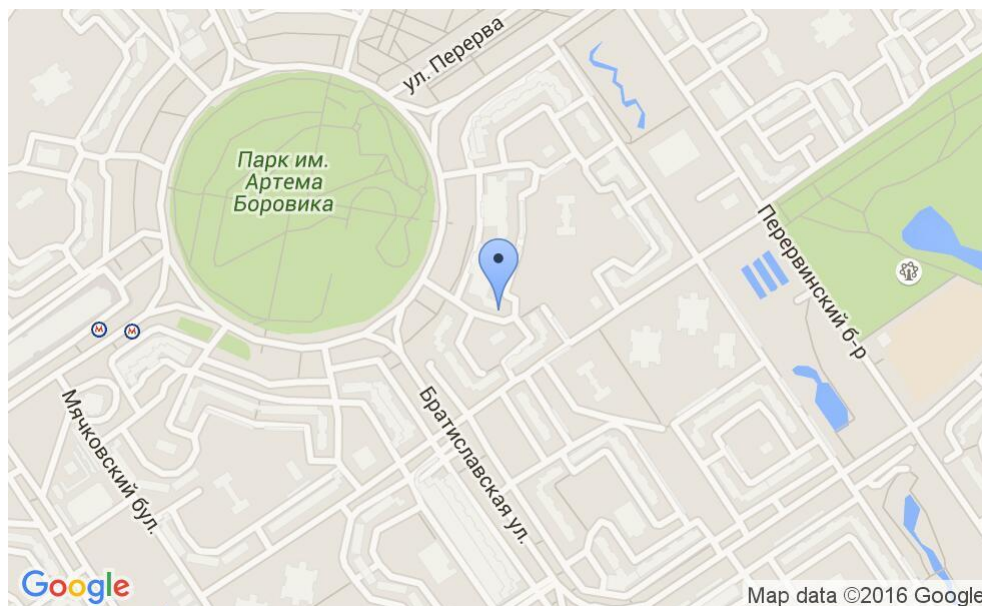 ул. Перерва
Парк им.
Артема
Боровика
Перервинский б-р
М
М
Братиславская ул.
Мячковский бул.
Google
Map data ©2016 Google